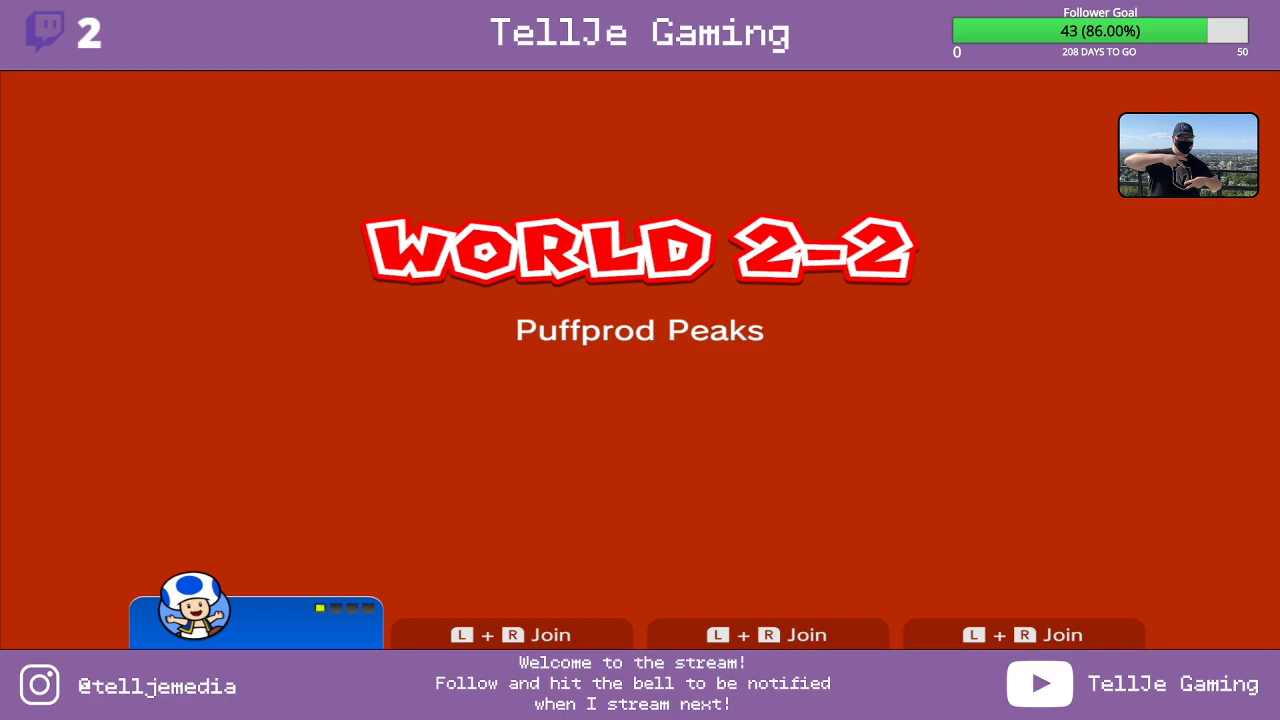 2
TellJe Gaming
Follower Goal
43 (86.00%)
0
208 DAYS TO GO
50
WORLD 2-2
Puffprod Peaks
L + R Join
L + R Join
L + R Join
@telljemedia
Welcome to the stream!
Follow and hit the bell to be notified
when I stream next!
TellJe Gaming